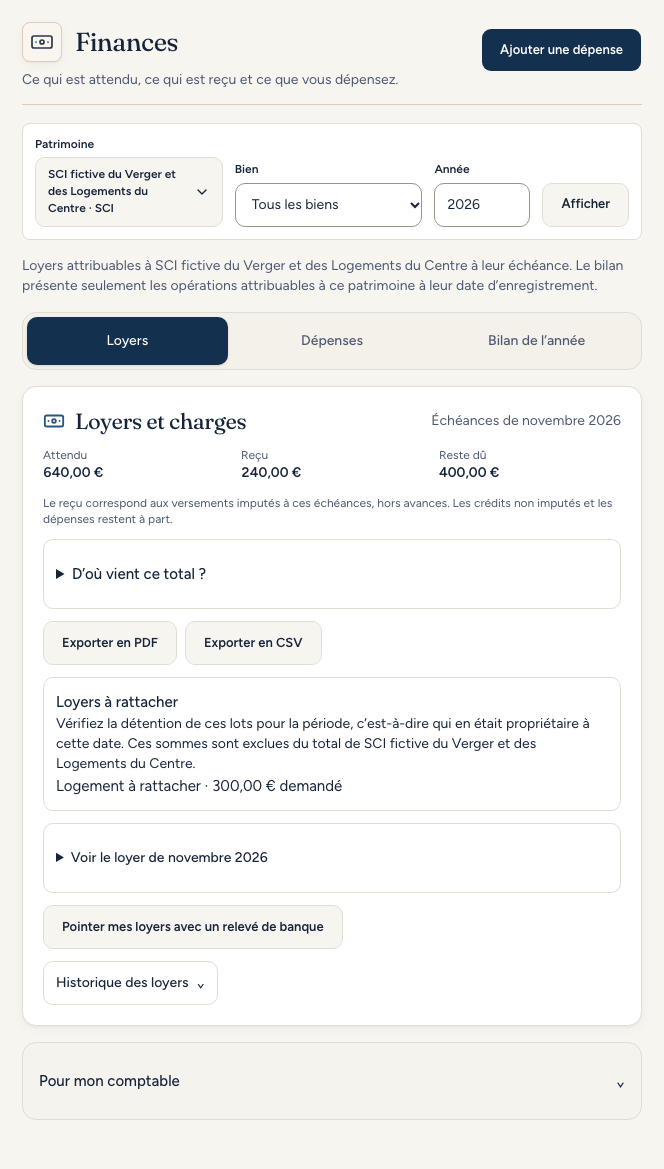 Finances
Ajouter une dépense
Ce qui est attendu, ce qui est reçu et ce que vous dépensez.
Patrimoine
SCI fictive du Verger et
des Logements du
Centre · SCI
Bien
Tous les biens
Année
2026
Afficher
Loyers attribuables à SCI fictive du Verger et des Logements du Centre à leur échéance. Le bilan
présente seulement les opérations attribuables à ce patrimoine à leur date d’enregistrement.
Loyers
Dépenses
Bilan de l’année
Loyers et charges
Échéances de novembre 2026
Attendu
640,00 €
Reçu
240,00 €
Reste dû
400,00 €
Le reçu correspond aux versements imputés à ces échéances, hors avances. Les crédits non imputés et les
dépenses restent à part.
D’où vient ce total ?
Exporter en PDF
Exporter en CSV
Loyers à rattacher
Vérifiez la détention de ces lots pour la période, c’est-à-dire qui en était propriétaire à
cette date. Ces sommes sont exclues du total de SCI fictive du Verger et des
Logements du Centre.
Logement à rattacher · 300,00 € demandé
Voir le loyer de novembre 2026
Pointer mes loyers avec un relevé de banque
Historique des loyers
Pour mon comptable